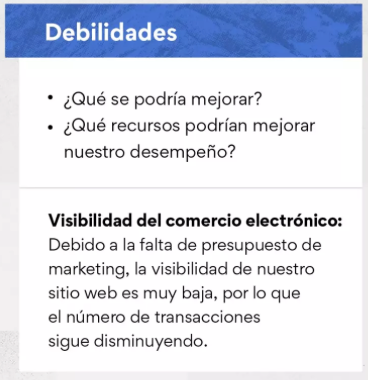 Debilidades
• ¿Qué se podría mejorar?
• ¿Qué recursos podrían mejorar
nuestro desempeño?
Visibilidad del comercio electrónico:
Debido a la falta de presupuesto de
marketing, la visibilidad de nuestro
sitio web es muy baja, por lo que
el número de transacciones
sigue disminuyendo.